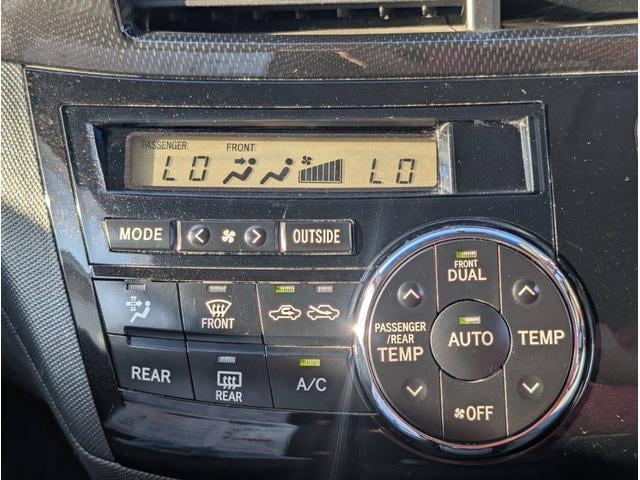 PASSENGER FRONT
LO LO
MODE OUTSIDE
FRONT
DUAL
FRONT
PASSENGER
/REAR
TEMP
AUTO
TEMP
REAR
REAR
A/C
OFF